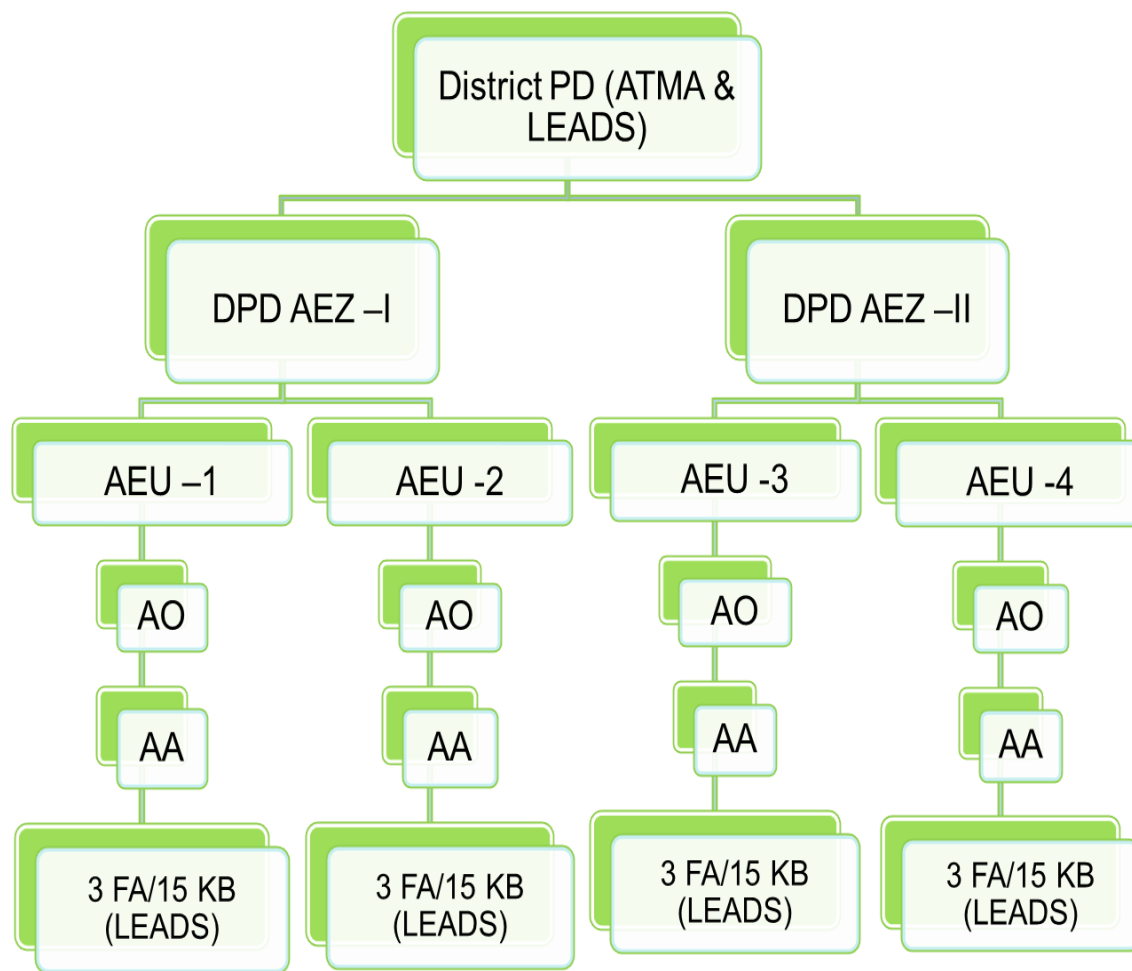 District PD (ATMA &
LEADS)
DPD AEZ –I
DPD AEZ –II
AEU –1
AEU -2
AEU -3
AEU -4
AO
AO
AO
AO
AA
AA
AA
AA
3 FA/15 KB
(LEADS)
3 FA/15 KB
(LEADS)
3 FA/15 KB
(LEADS)
3 FA/15 KB
(LEADS)